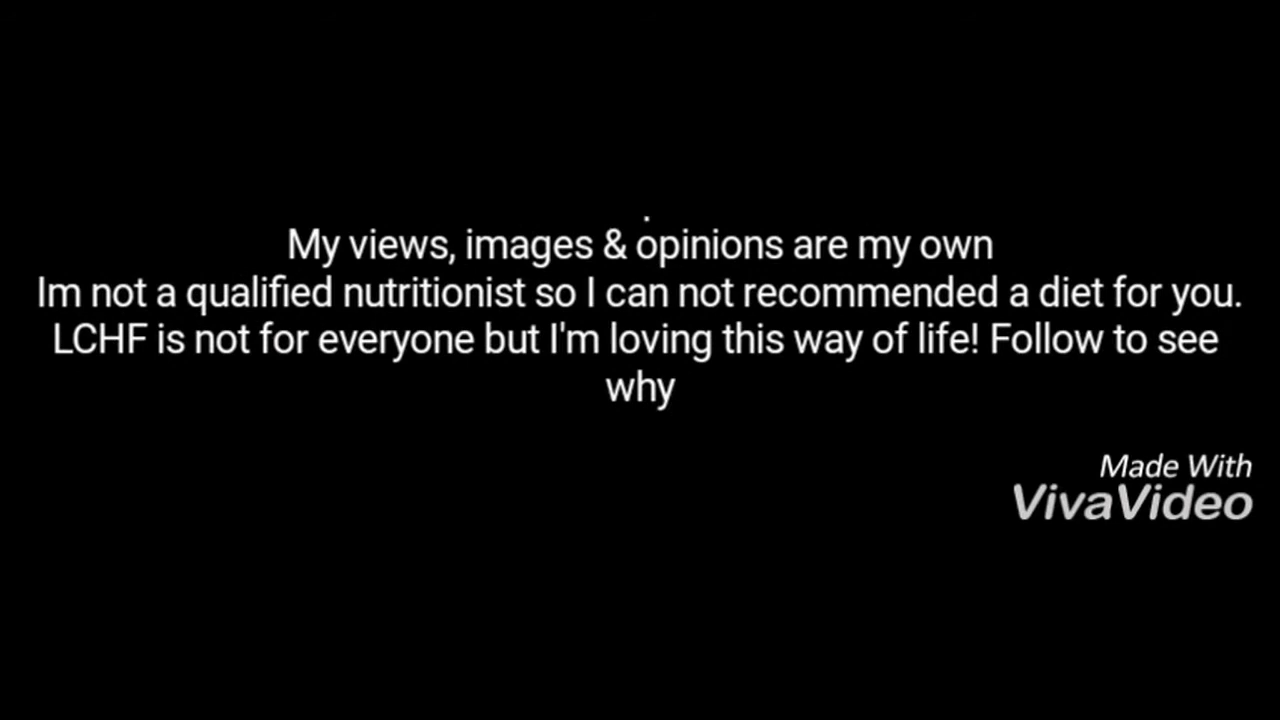 .
My views, images & opinions are my own
Im not a qualified nutritionist so I can not recommended a diet for you.
LCHF is not for everyone but I'm loving this way of life! Follow to see
why
Made With
VivaVideo